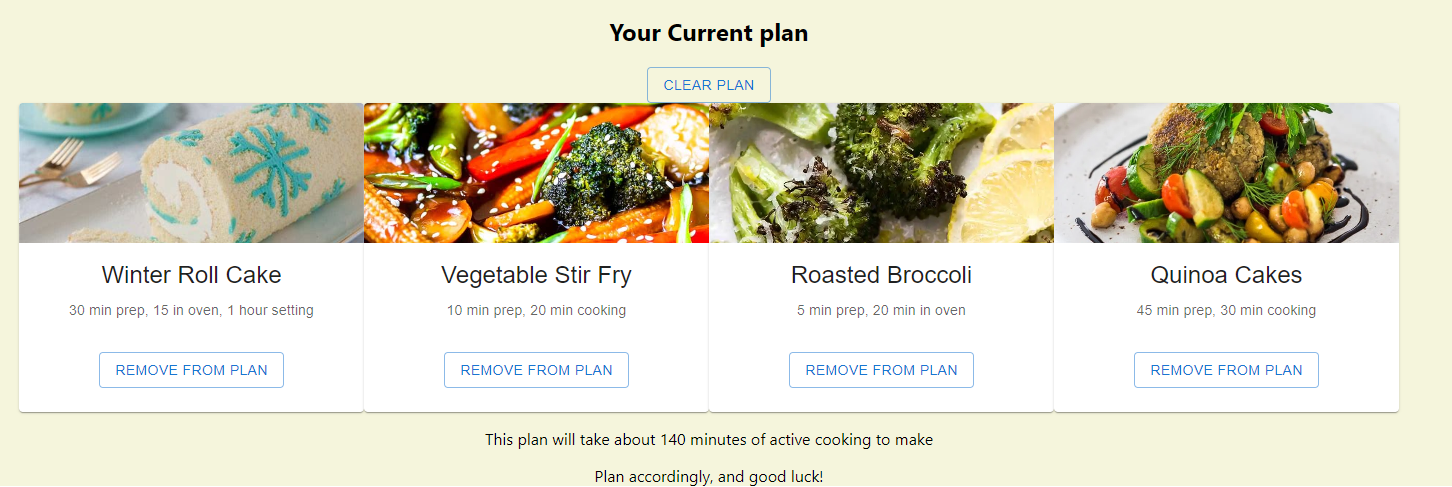 Your Current plan
CLEAR PLAN
Winter Roll Cake
30 min prep, 15 in oven, 1 hour setting
REMOVE FROM PLAN
Vegetable Stir Fry
10 min prep, 20 min cooking
REMOVE FROM PLAN
Roasted Broccoli
5 min prep, 20 min in oven
REMOVE FROM PLAN
Quinoa Cakes
45 min prep, 30 min cooking
REMOVE FROM PLAN
This plan will take about 140 minutes of active cooking to make
Plan accordingly, and good luck!